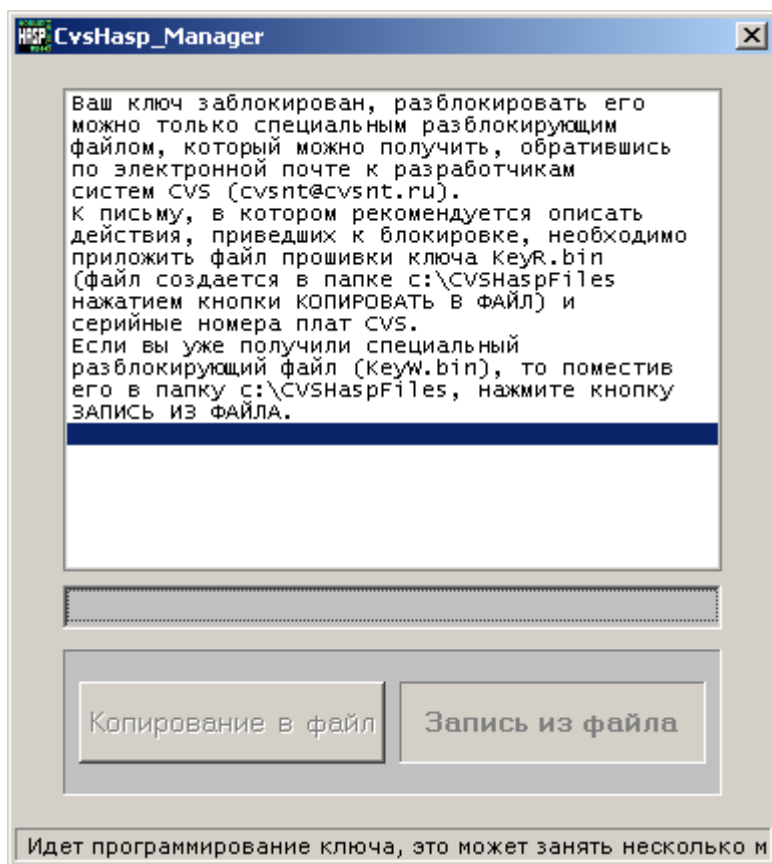 HASP CvsHasp_Manager
Ваш ключ заблокирован, разблокировать его
можно только специальным разблокирующим
файлом, который можно получить, обратившись
по электронной почте к разработчикам
систем CVS (cvsnt@cvsnt.ru).
К письму, в котором рекомендуется описать
действия, приведших к блокировке, необходимо
приложить файл прошивки ключа KeyR.bin
(файл создается в папке c:\CVSHaspFiles
нажатием кнопки КОПИРОВАТЬ В ФАЙЛ) и
серийные номера плат CVS.
Если вы уже получили специальный
разблокирующий файл (KeyW.bin), то поместив
его в папку c:\CVSHaspFiles, нажмите кнопку
ЗАПИСЬ ИЗ ФАЙЛА.
Копирование в файл Запись из файла
Идет программирование ключа, это может занять несколько м